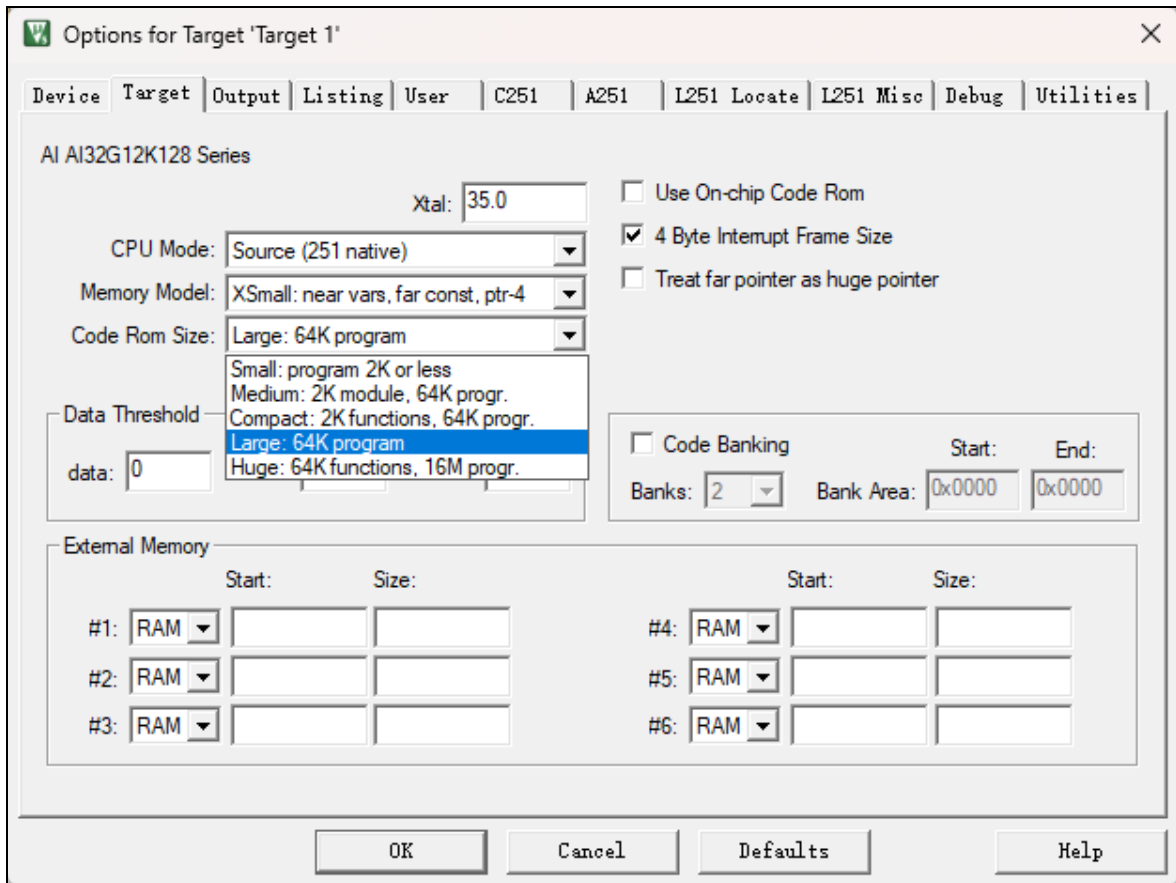 Options for Target 'Target 1'
Device Target Output Listing User C251 A251 L251 Locate L251 Misc Debug Utilities
AI AI32G12K128 Series
Xtal: 35.0
Use On-chip Code Rom
CPU Mode: Source (251 native)
4 Byte Interrupt Frame Size
Memory Model: XSmall: near vars, far const, ptr-4
Treat far pointer as huge pointer
Code Rom Size: Large: 64K program
Small: program 2K or less
Medium: 2K module, 64K progr.
Compact: 2K functions, 64K progr.
Large: 64K program
Huge: 64K functions, 16M progr.
Data Threshold
data: 0
Code Banking Start: End:
Banks: 2 Bank Area: 0x0000 0x0000
External Memory
Start: Size: Start: Size:
#1: RAM #4: RAM
#2: RAM #5: RAM
#3: RAM #6: RAM
OK Cancel Defaults Help